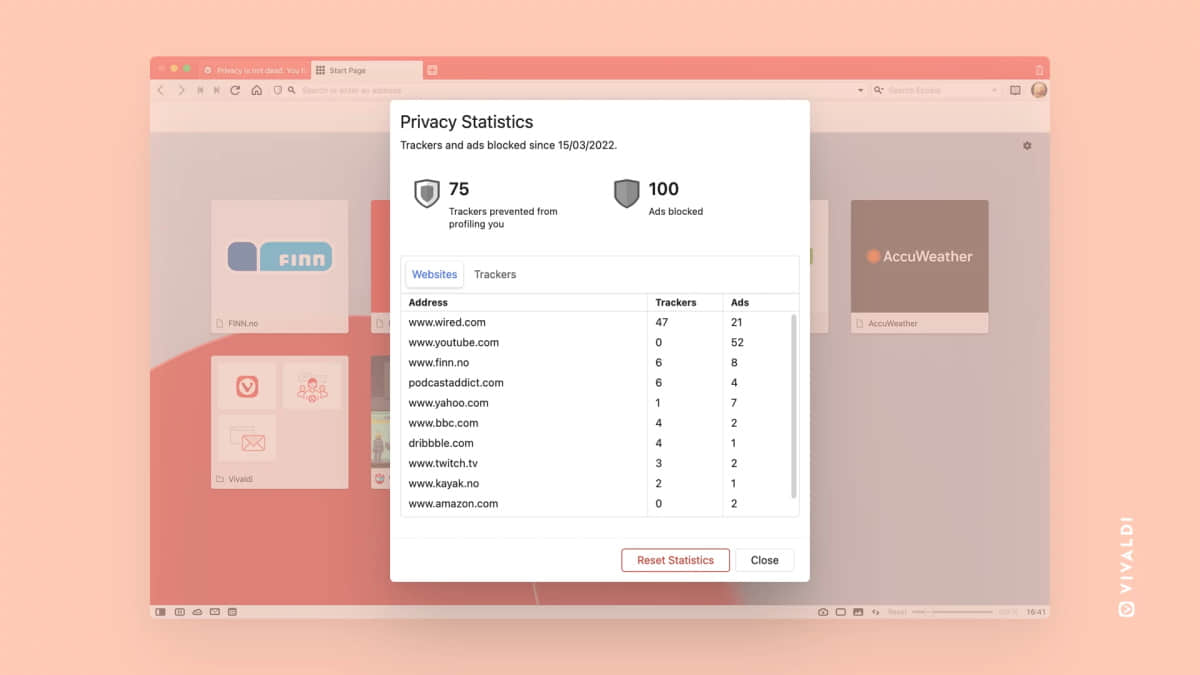 Privacy is not dead. You h
Start Page
Search or enter an address
Privacy Statistics
Trackers and ads blocked since 15/03/2022.
75
Trackers prevented from
profiling you
100
Ads blocked
Websites Trackers
Address Trackers Ads
www.wired.com 47 21
www.youtube.com 0 52
www.finn.no 6 8
podcastaddict.com 6 4
www.yahoo.com 1 7
www.bbc.com 4 2
dribbble.com 4 1
www.twitch.tv 3 2
www.kayak.no 2 1
www.amazon.com 0 2
Reset Statistics Close
FINN
FINN.no
AccuWeather
AccuWeather
Vivaldi
Reset
16:41
VIVALDI